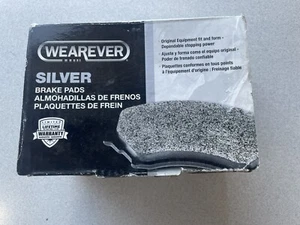 WEAREVER
SILVER
BRAKE PADS
ALMOHADILLAS DE FRENOS
PLAQUETTES DE FREIN
Original Equipment fit and form -
Dependable stopping power
Ajuste y forma como el equipo original -
Poder de frenado confiable
Plaquettes conformes en tous points
à l'équipement d'origine : Freinage fiable
LIMITED
LIFETIME
WARRANTY